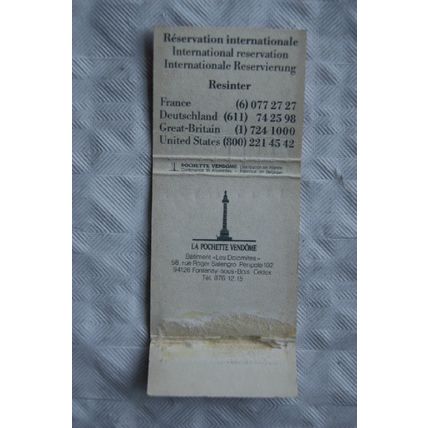 Réservation internationale
International reservation
Internationale Reservierung
Resinter
France (6) 077 27 27
Deutschland (611) 74 25 98
Great-Britain (1) 724 1000
United States (800) 221 45 42
POCHETTE VENDÔME
LA POCHETTE VENDÔME
Bâtiment «Les Dolomites»
58, rue Roger Salengro Péripole 192
94126 Fontenay-sous-Bois Cedex
Tél. 876.12.15